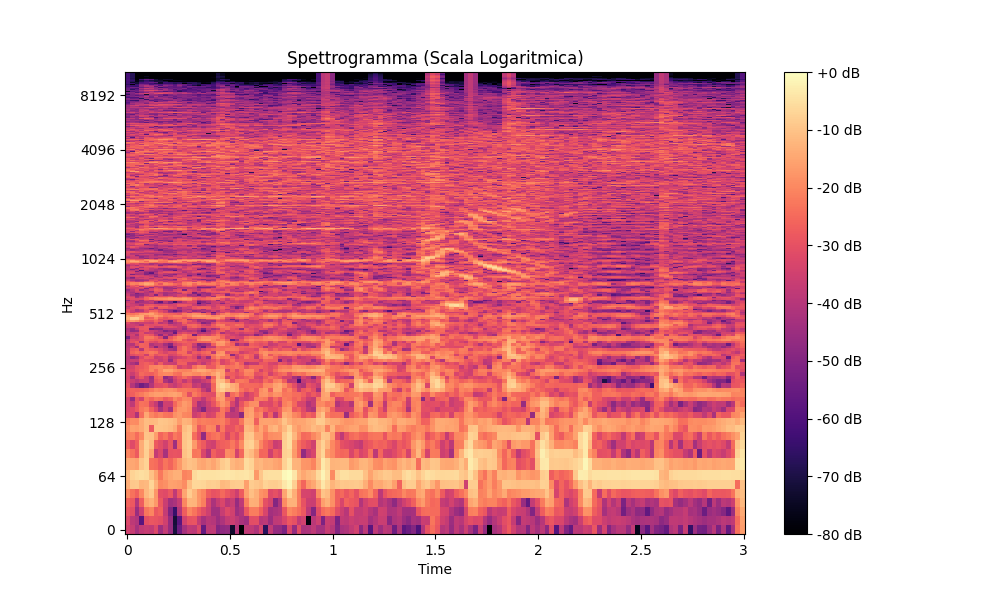 Spettrogramma (Scala Logaritmica)
Hz
8192
4096
2048
1024
512
256
128
64
0
0 0.5 1 1.5 2 2.5 3
Time
+0 dB
-10 dB
-20 dB
-30 dB
-40 dB
-50 dB
-60 dB
-70 dB
-80 dB